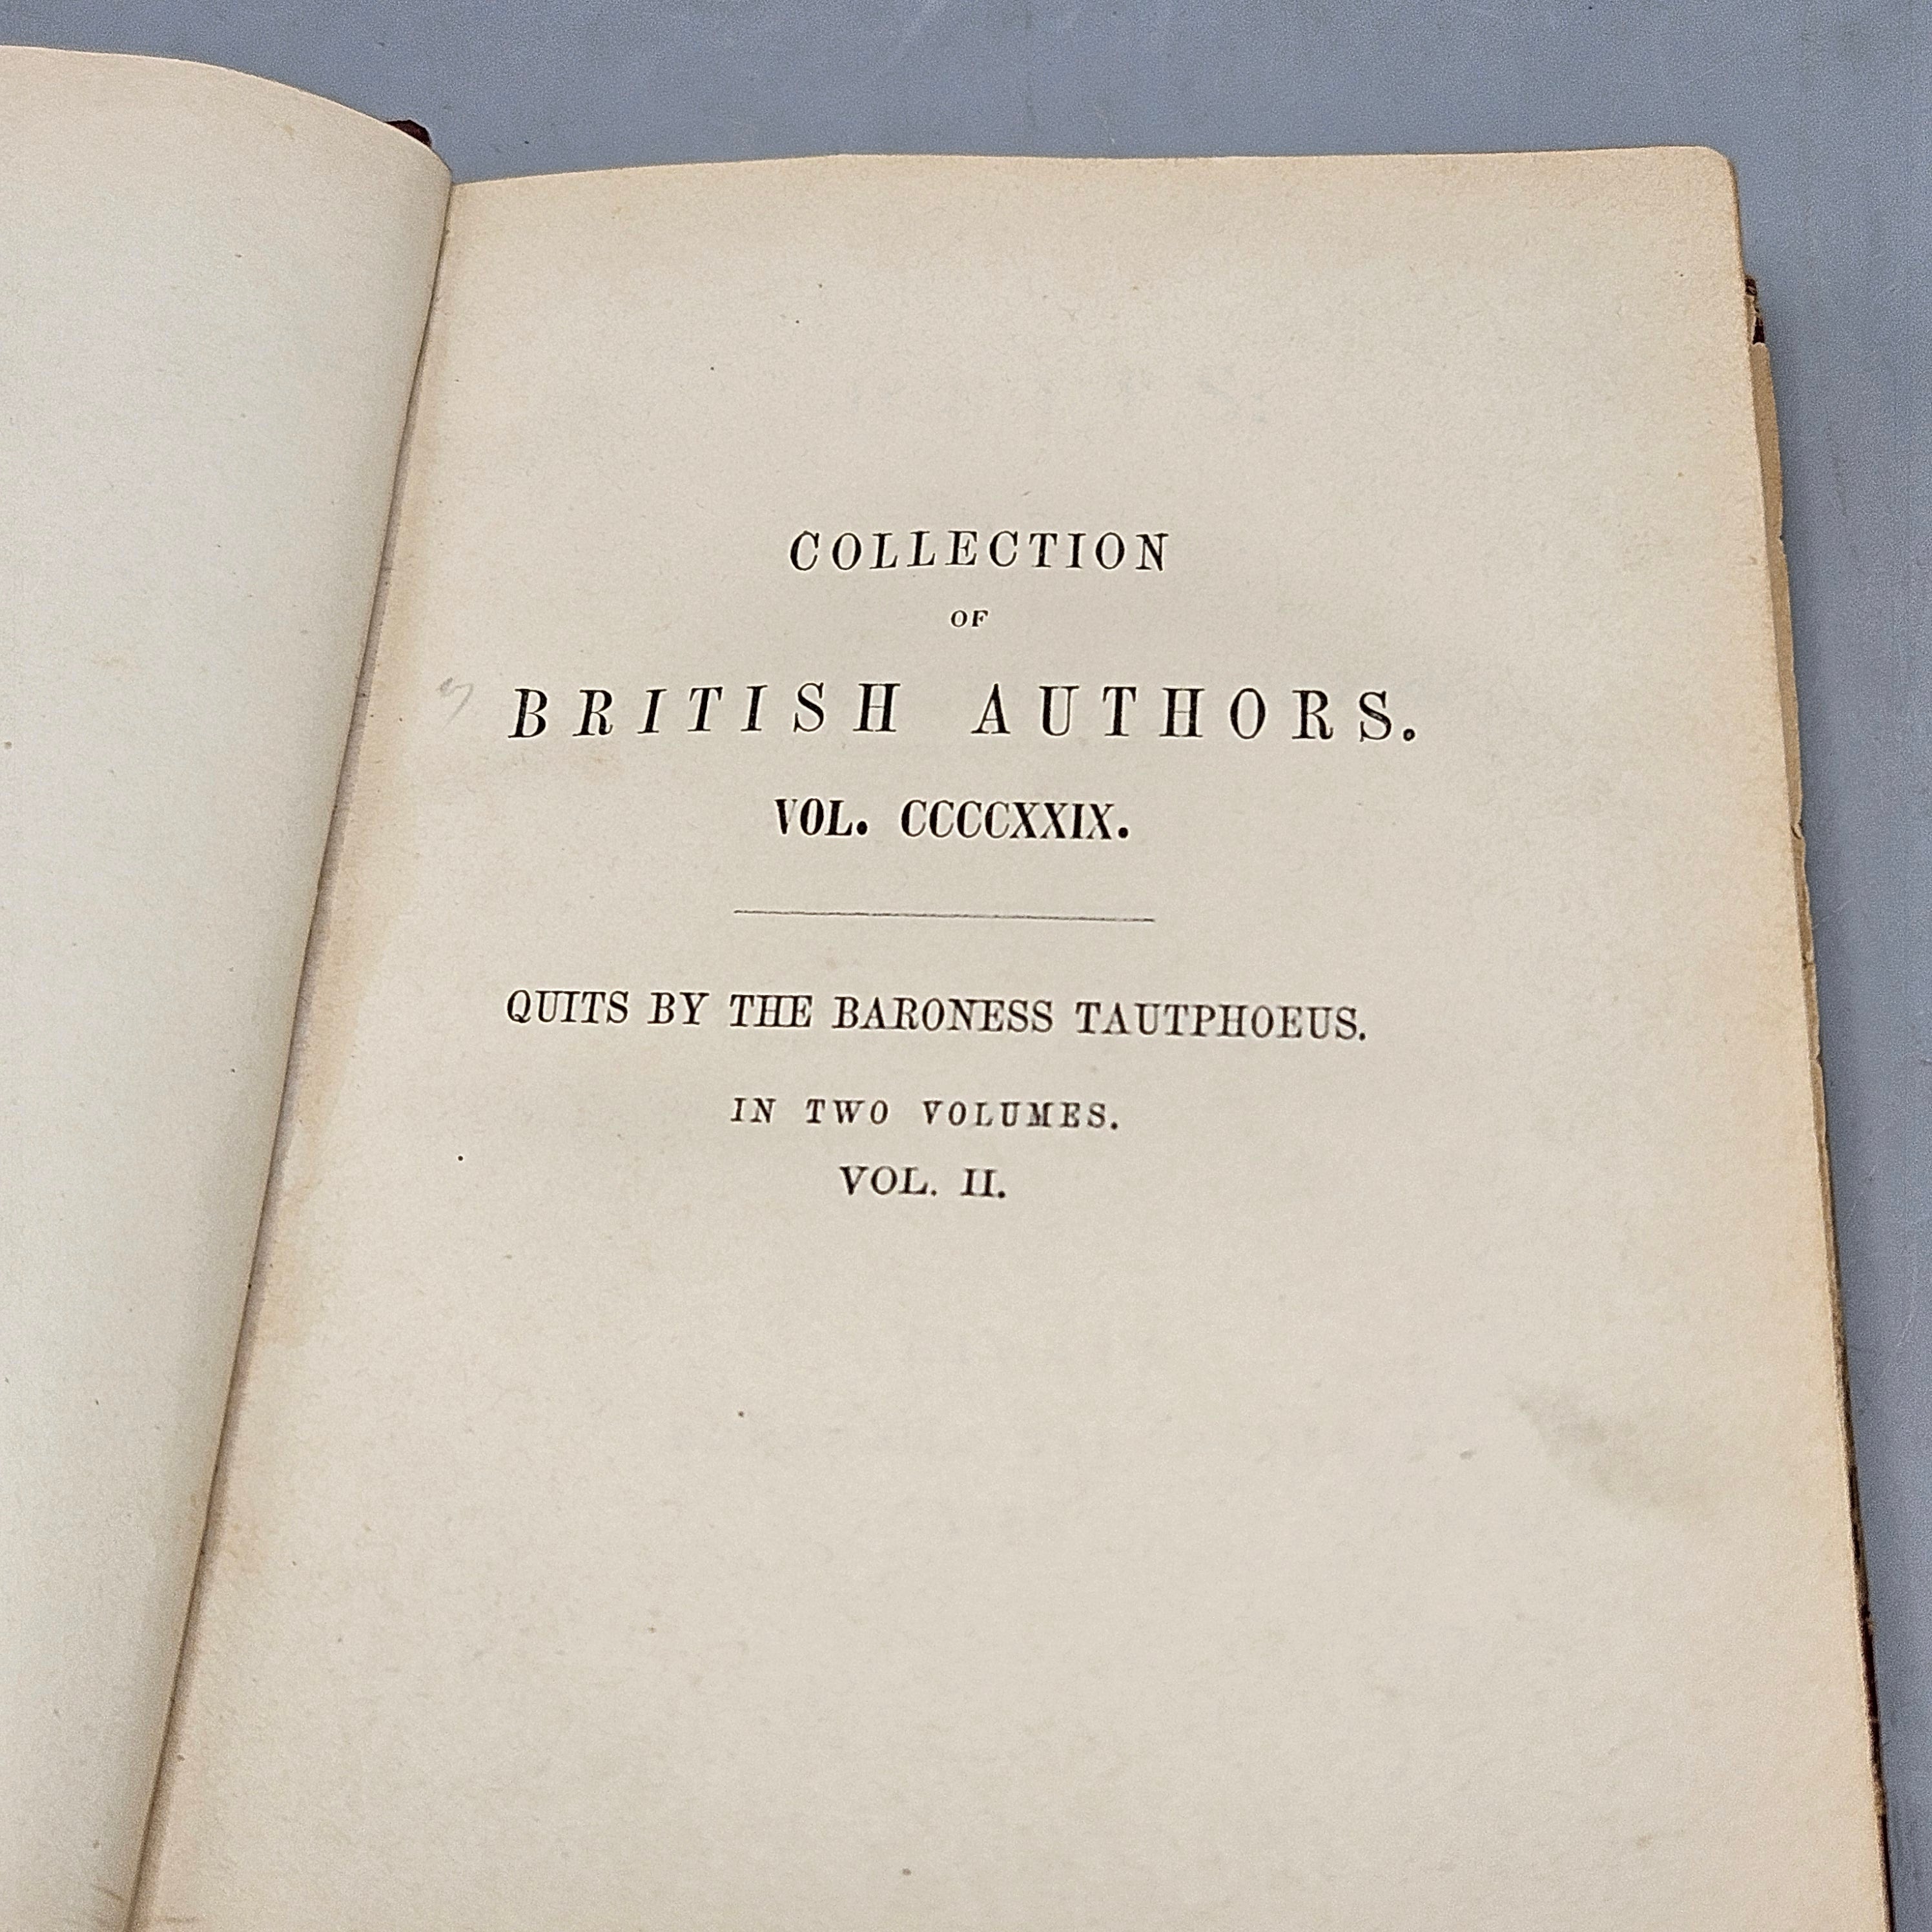 COLLECTION
OF
BRITISH AUTHORS.
VOL. CCCCXXIX.
QUITS BY THE BARONESS TAUTPHOEUS.
IN TWO VOLUMES.
VOL. II.